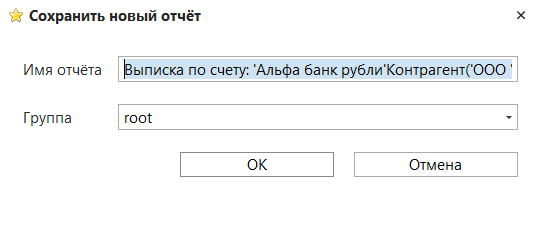 Сохранить новый отчёт
Имя отчёта
Выписка по счету: 'Альфа банк рубли'Контрагент('ООО '
Группа
root
OK
Отмена